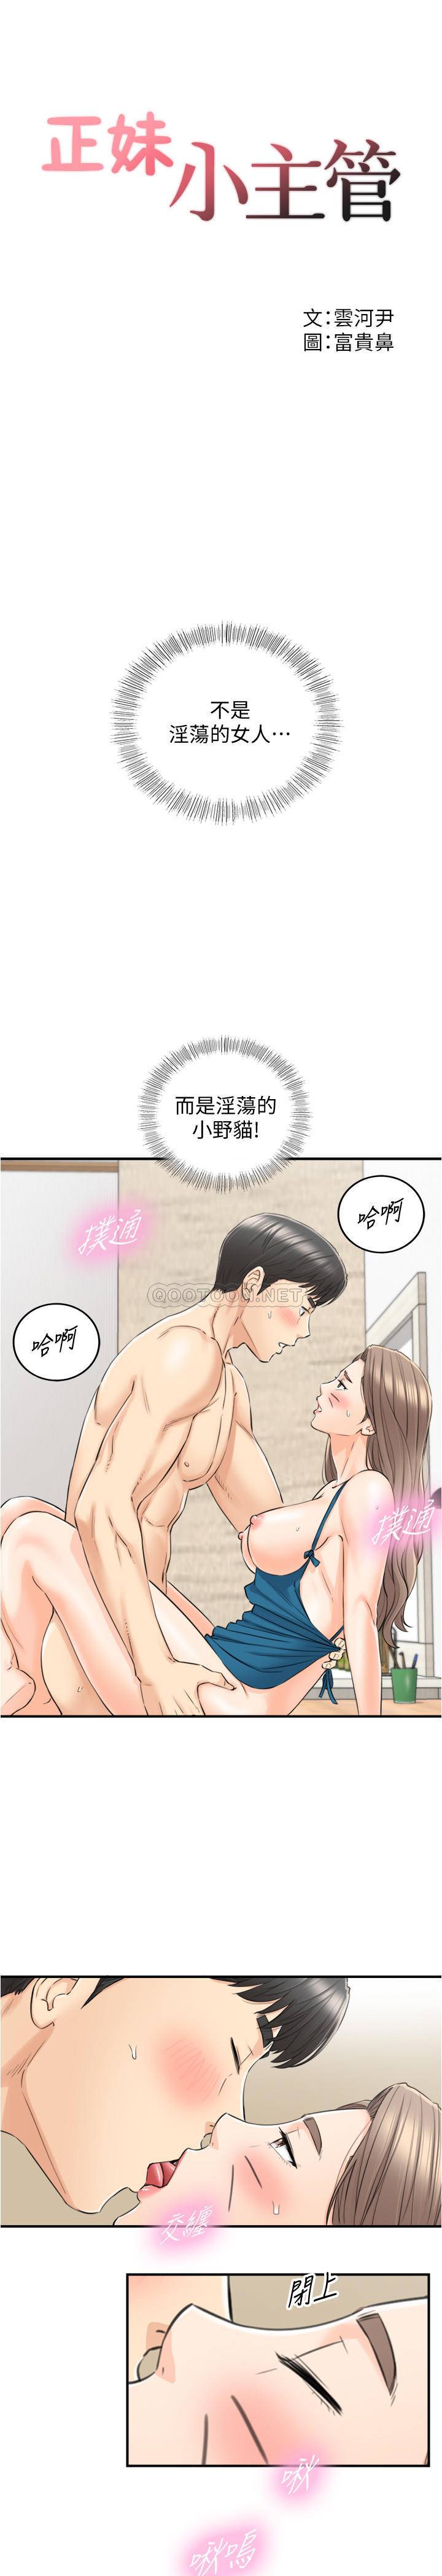 正妹小主管
文:雲河尹
圖:富貴鼻
不是
淫蕩的女人⋯
而是淫蕩的
小野貓!
哈啊
撲通
QOOTOON.NET
哈啊
撲通
交纏
閉上
啾
啾嗚